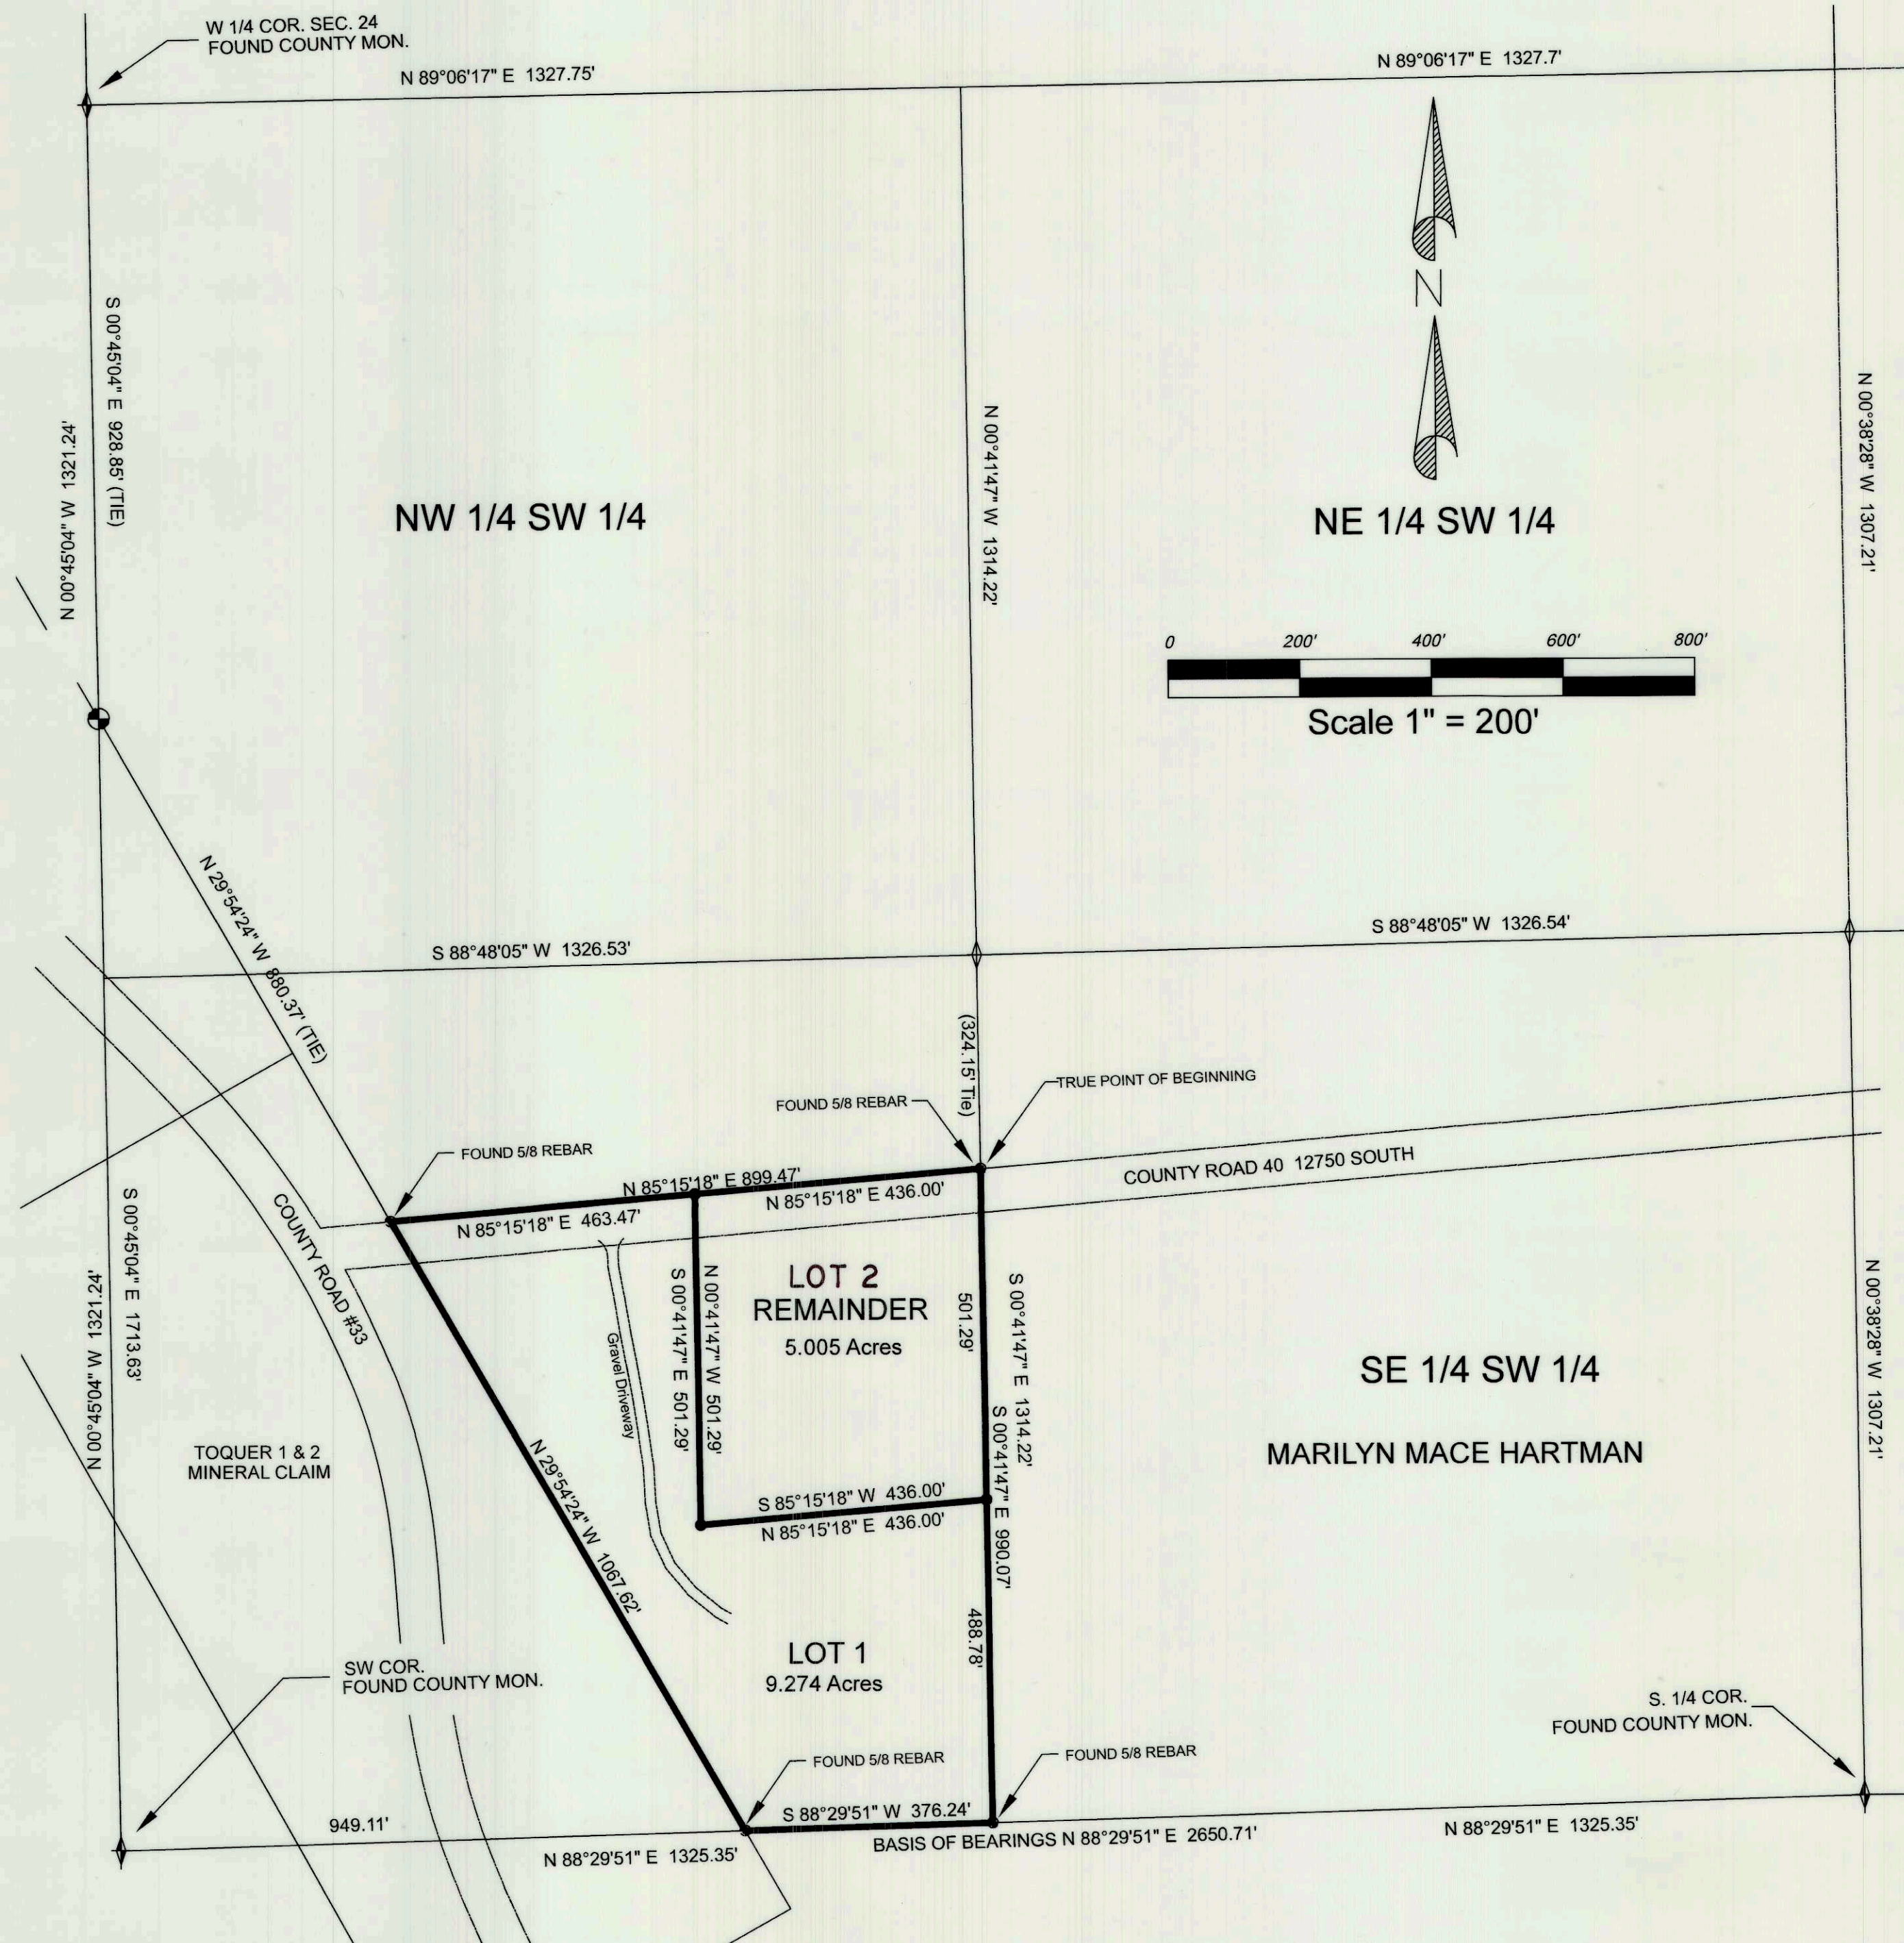 W 1/4 COR. SEC. 24
FOUND COUNTY MON.
N 89°06'17" E 1327.75'
N 89°06'17" E 1327.7'
S 00°45'04" E 928.85' (TIE)
N 00°45'04" W 1321.24'
N 00°41'47" W 1314.22'
N
N 00°38'28" W 1307.21'
NW 1/4 SW 1/4
NE 1/4 SW 1/4
0 200' 400' 600' 800'
Scale 1" = 200'
N 29°54'24" W 880.37' (TIE)
S 88°48'05" W 1326.53'
S 88°48'05" W 1326.54'
(324.15' Tie)
TRUE POINT OF BEGINNING
FOUND 5/8 REBAR
FOUND 5/8 REBAR
N 85°15'18" E 899.47'
N 85°15'18" E 436.00'
N 85°15'18" E 463.47'
COUNTY ROAD 40 12750 SOUTH
COUNTY ROAD #33
S 00°45'04" E 1713.63'
N 00°45'04" W 1321.24'
Gravel Driveway
S 00°41'47" E 501.29'
N 00°41'47" W 501.29'
LOT 2
REMAINDER
5.005 Acres
501.29'
S 00°41'47" E 1314.22'
S 00°41'47" E 990.07'
N 00°38'28" W 1307.21'
SE 1/4 SW 1/4
MARILYN MACE HARTMAN
TOQUER 1 & 2
MINERAL CLAIM
N 29°54'24" W 1067.62'
S 85°15'18" W 436.00'
N 85°15'18" E 436.00'
488.78'
LOT 1
9.274 Acres
SW COR.
FOUND COUNTY MON.
S. 1/4 COR.
FOUND COUNTY MON.
FOUND 5/8 REBAR
FOUND 5/8 REBAR
949.11'
S 88°29'51" W 376.24'
N 88°29'51" E 1325.35'
BASIS OF BEARINGS N 88°29'51" E 2650.71'
N 88°29'51" E 1325.35'